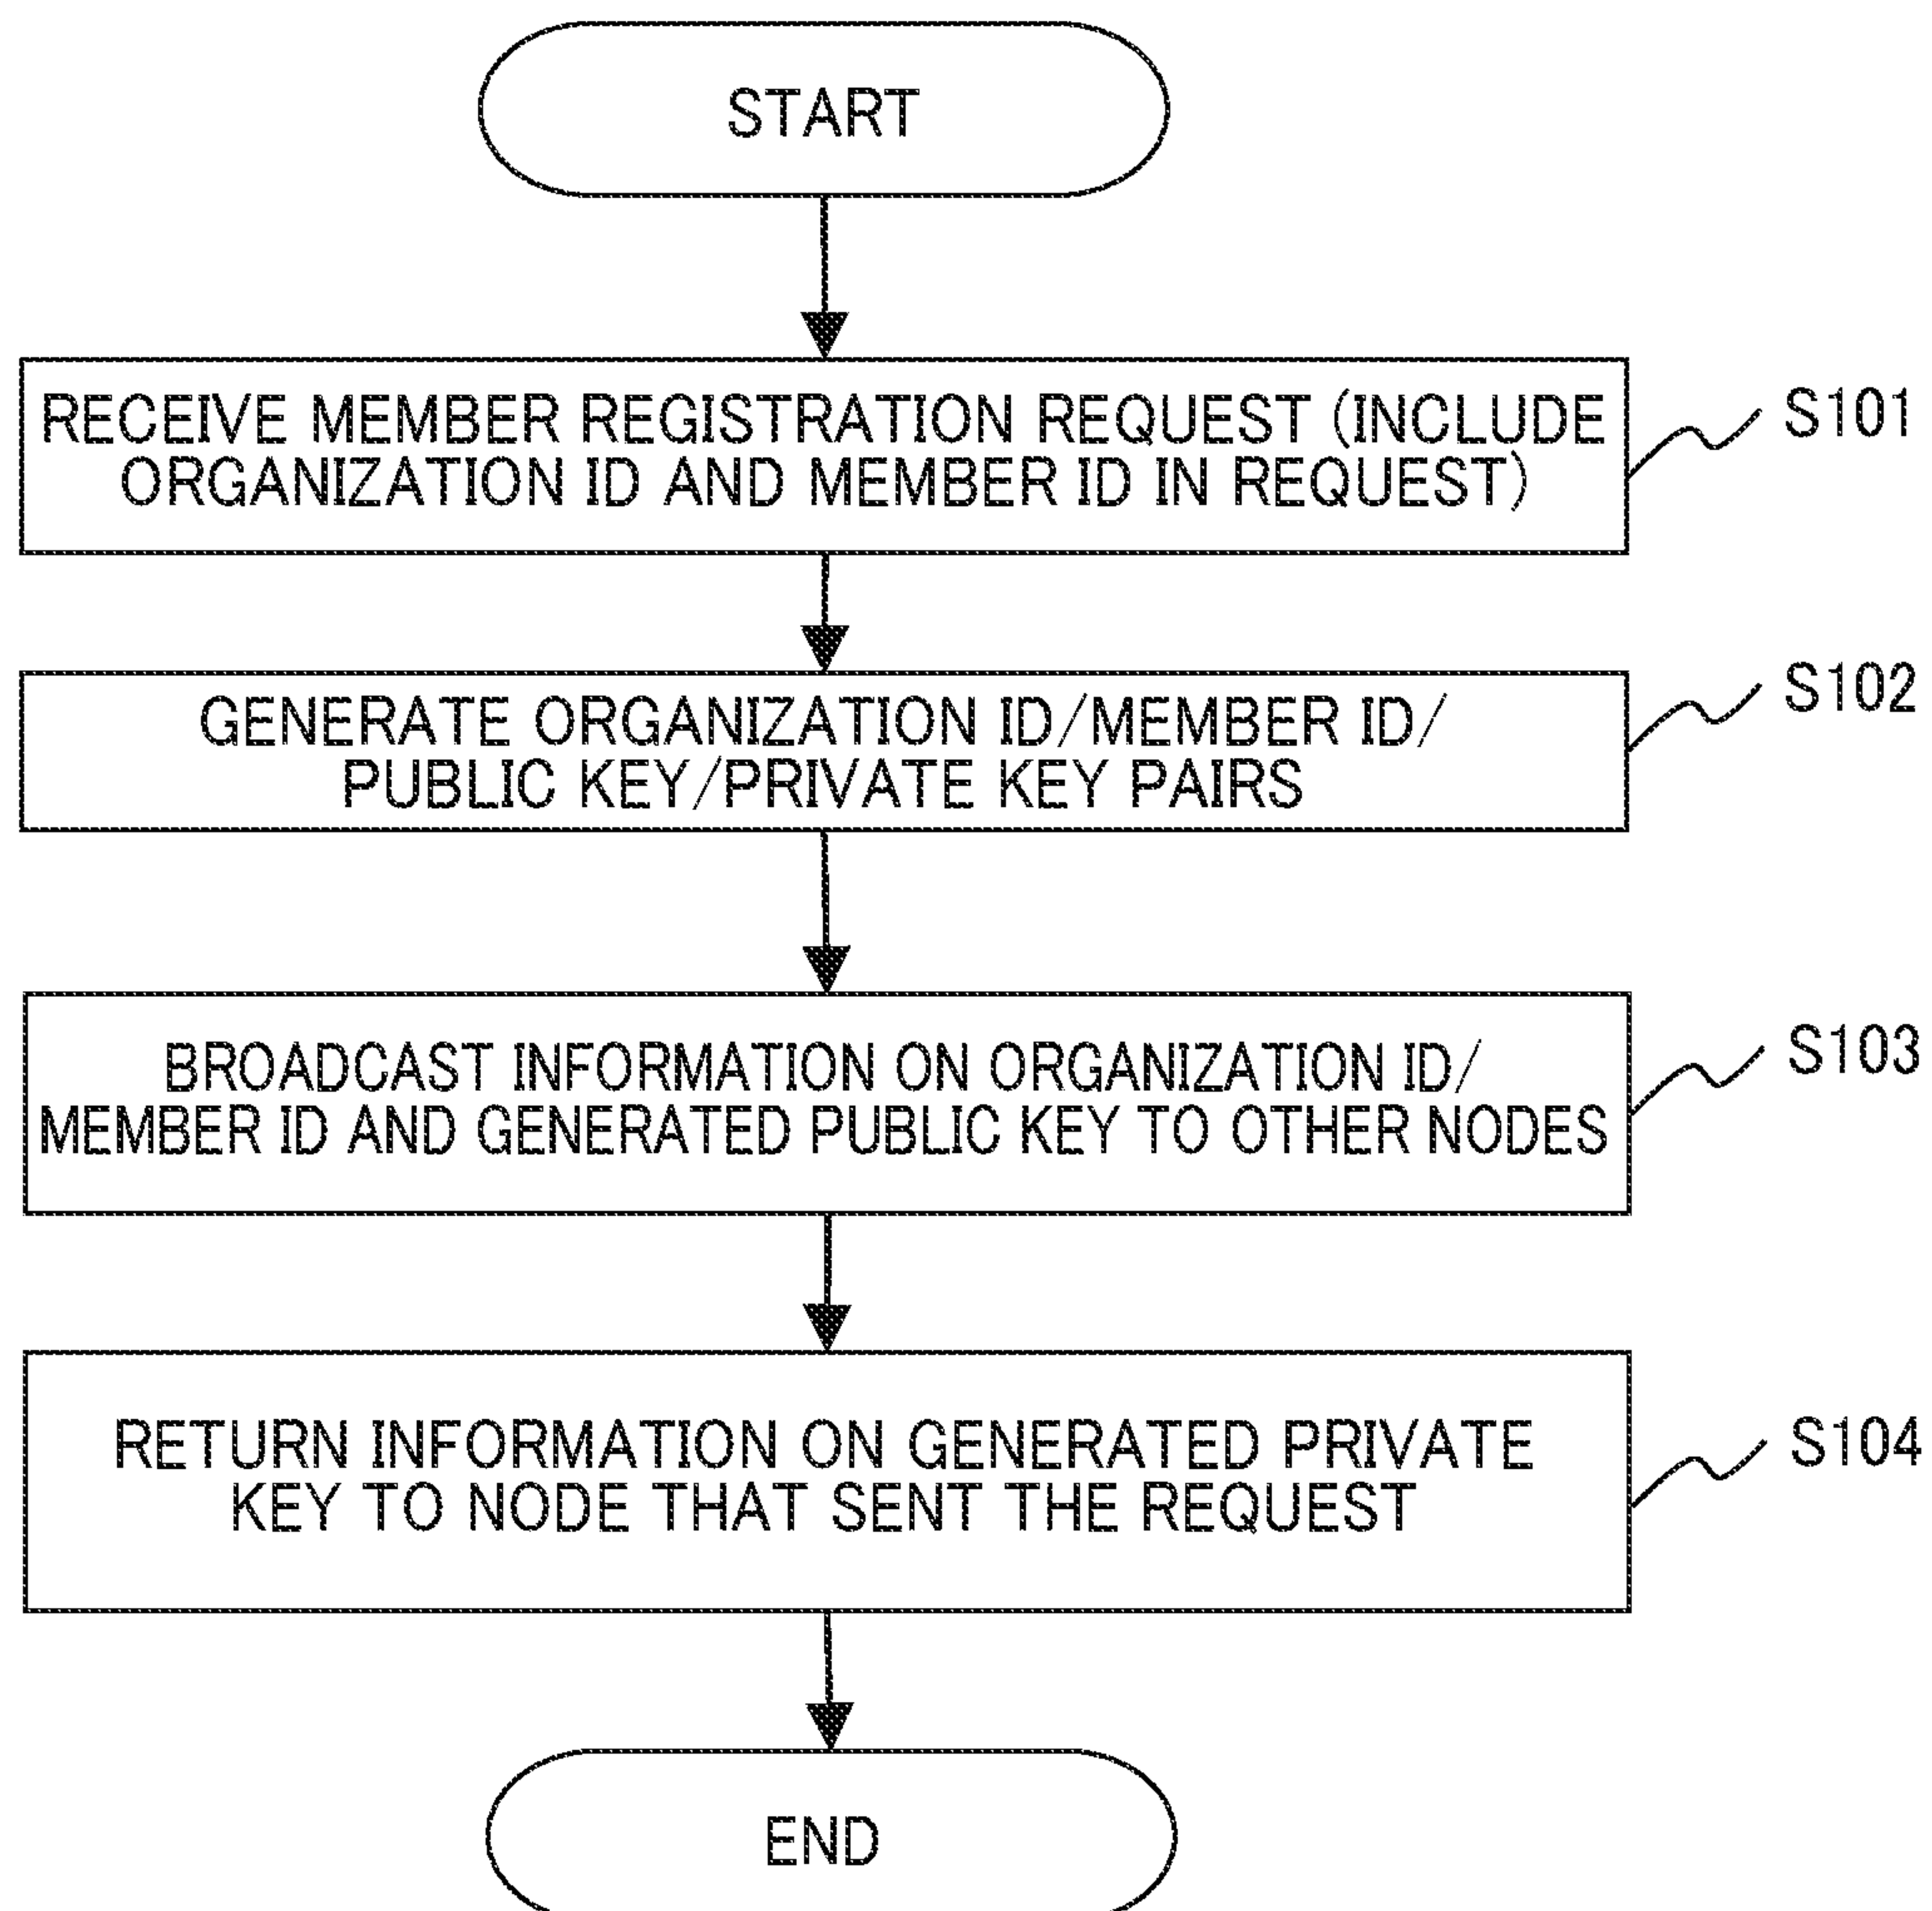 START
RECEIVE MEMBER REGISTRATION REQUEST (INCLUDE
ORGANIZATION ID AND MEMBER ID IN REQUEST)
S101
GENERATE ORGANIZATION ID/MEMBER ID/
PUBLIC KEY/PRIVATE KEY PAIRS
S102
BROADCAST INFORMATION ON ORGANIZATION ID/
MEMBER ID AND GENERATED PUBLIC KEY TO OTHER NODES
S103
RETURN INFORMATION ON GENERATED PRIVATE
KEY TO NODE THAT SENT THE REQUEST
S104
END